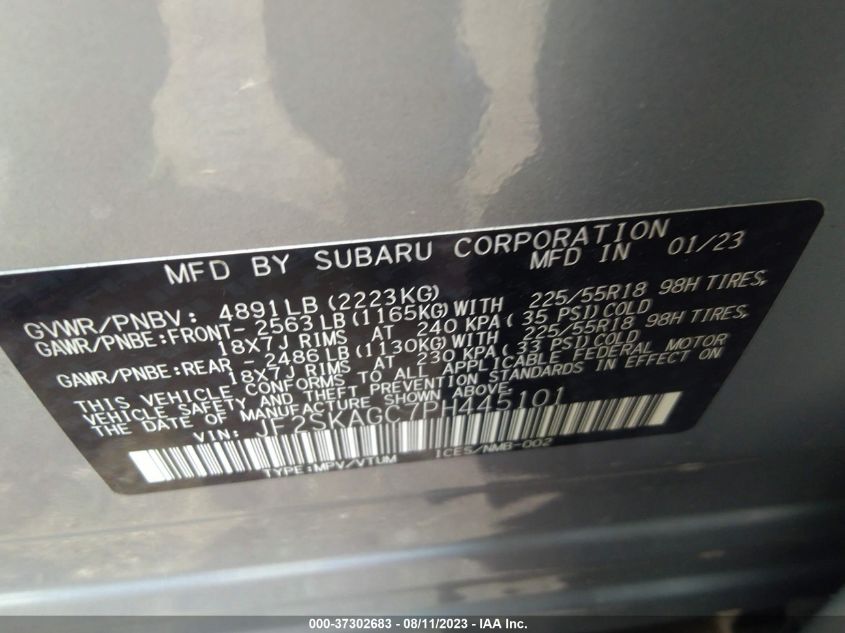 MFD BY SUBARU CORPORATION
MFD IN 01/23
GVWR/PNBV: 4891LB (2223KG)
GAWR/PNBE:FRONT- 2563LB (1165KG)WITH 225/55R18 98H TIRES,
18X7J RIMS AT 240 KPA( 35 PSI)COLD
GAWR/PNBE:REAR - 2486LB (1130KG)WITH 225/55R18 98H TIRES,
18X7J RIMS AT 230 KPA( 33 PSI)COLD
THIS VEHICLE CONFORMS TO ALL APPLICABLE FEDERAL MOTOR
VEHICLE SAFETY AND THEFT PREVENTION STANDARDS IN EFFECT ON
THE DATE OF MANUFACTURE SHOWN ABOVE.
VIN: JF2SKAGC7PH445101
TYPE:MPV/VTUM ICES/NMB-002
000-37302683 - 08/11/2023 - IAA Inc.